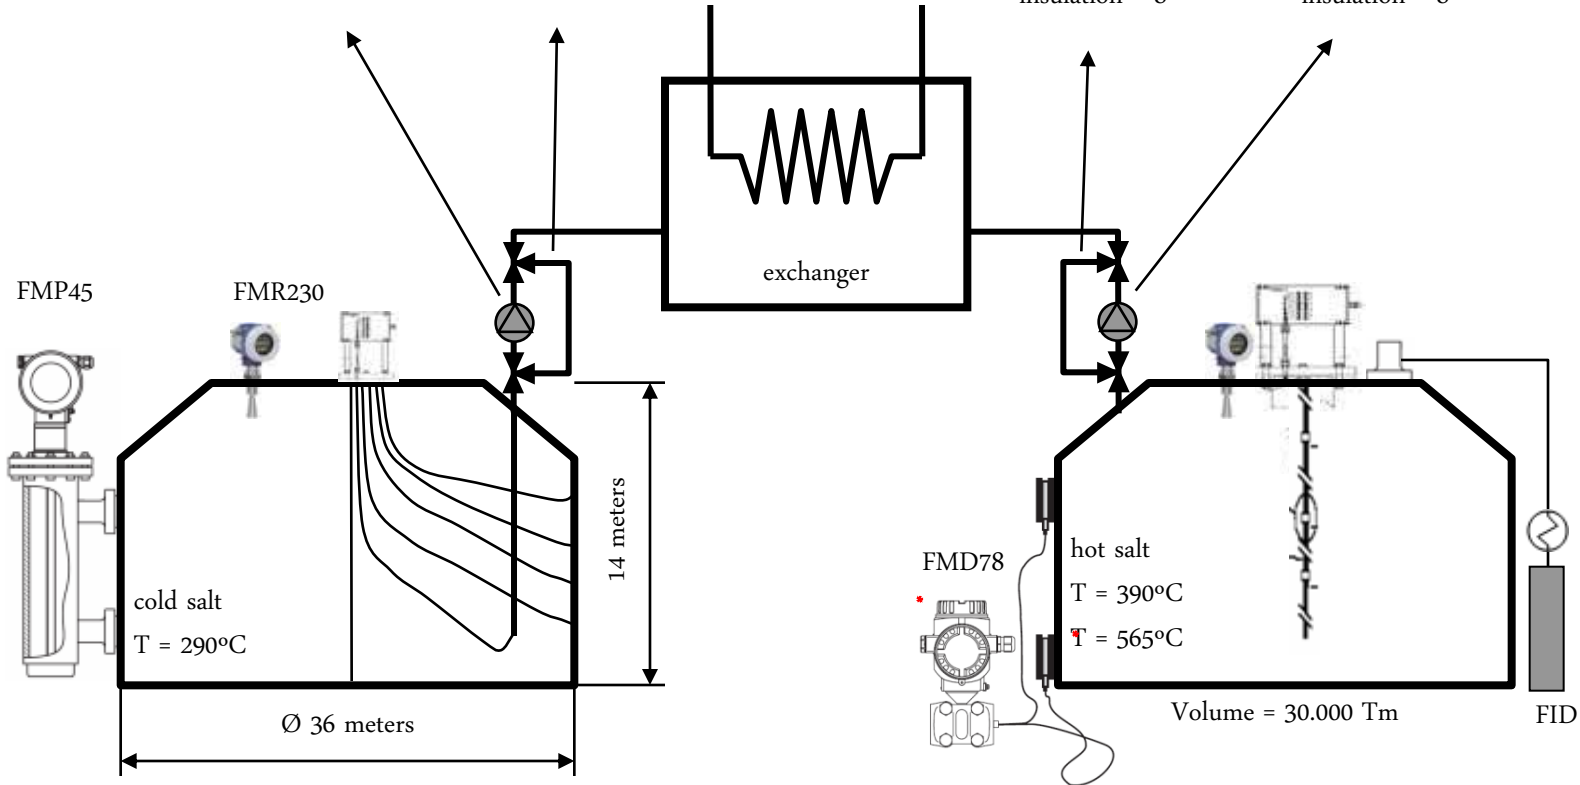 exchanger
FMP45
FMR230
14 meters
cold salt
T = 290ºC
Ø 36 meters
FMD78
hot salt
T = 390ºC
T = 565ºC
Volume = 30.000 Tm
FID